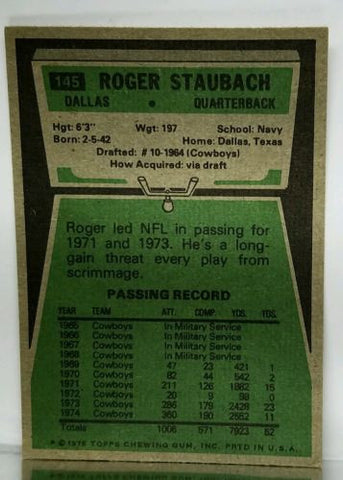 145 ROGER STAUBACH
DALLAS • QUARTERBACK
Hgt: 6'3" Wgt: 197 School: Navy
Born: 2-5-42 Home: Dallas, Texas
Drafted: # 10-1964 (Cowboys)
How Acquired: via draft
Roger led NFL in passing for
1971 and 1973. He's a long-
gain threat every play from
scrimmage.
PASSING RECORD
YEAR TEAM ATT. COMP. YDS. TDS.
1965 Cowboys In Military Service
1966 Cowboys In Military Service
1967 Cowboys In Military Service
1968 Cowboys In Military Service
1969 Cowboys 47 23 421 1
1970 Cowboys 82 44 542 2
1971 Cowboys 211 126 1882 15
1972 Cowboys 20 9 98 0
1973 Cowboys 286 179 2428 23
1974 Cowboys 360 190 2552 11
Totals 1006 571 7923 52
© 1975 TOPPS CHEWING GUM, INC. PRTD IN U.S.A.